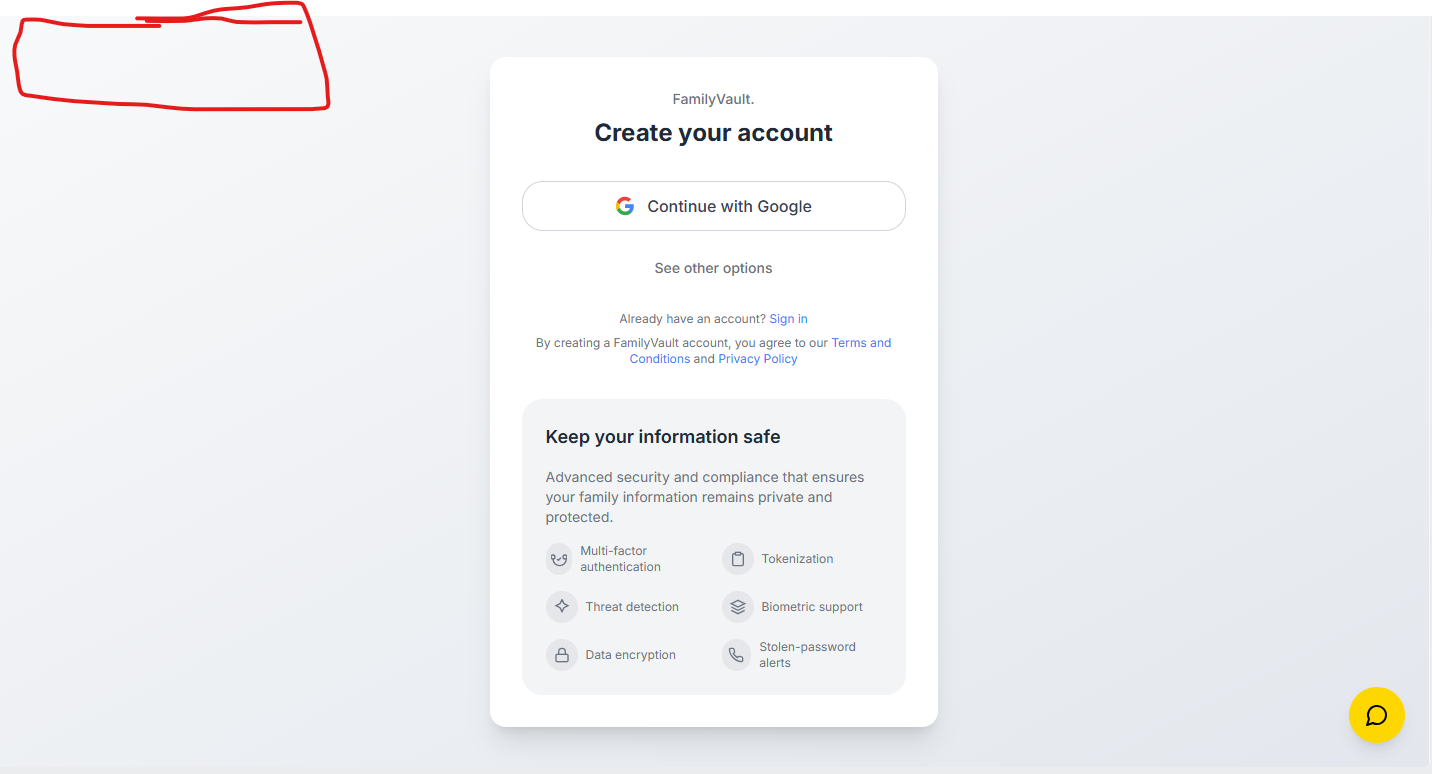 FamilyVault.
Create your account
Continue with Google
See other options
Already have an account? Sign in
By creating a FamilyVault account, you agree to our Terms and
Conditions and Privacy Policy
Keep your information safe
Advanced security and compliance that ensures
your family information remains private and
protected.
Multi-factor
authentication
Tokenization
Threat detection
Biometric support
Data encryption
Stolen-password
alerts